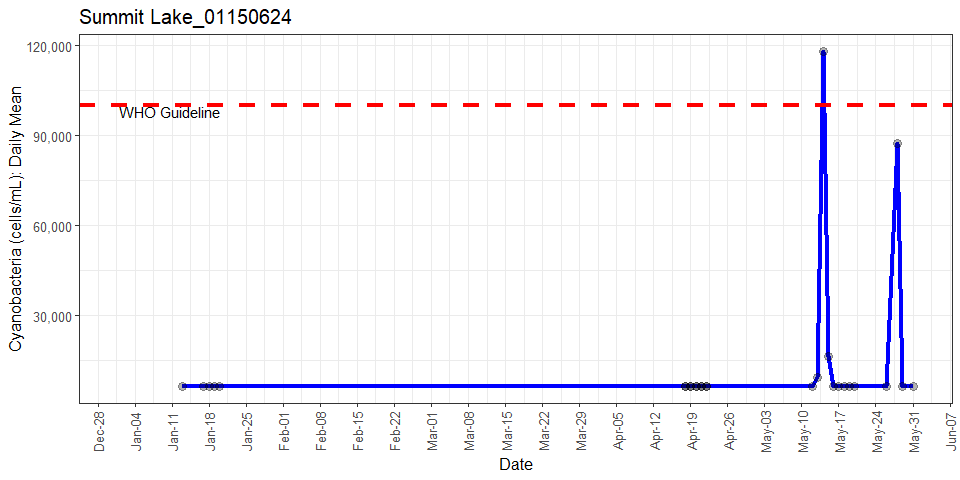 Summit Lake_01150624
Cyanobacteria (cells/mL): Daily Mean
120,000
90,000
60,000
30,000
WHO Guideline
Dec-28
Jan-04
Jan-11
Jan-18
Jan-25
Feb-01
Feb-08
Feb-15
Feb-22
Mar-01
Mar-08
Mar-15
Mar-22
Mar-29
Apr-05
Apr-12
Apr-19
Apr-26
May-03
May-10
May-17
May-24
May-31
Jun-07
Date